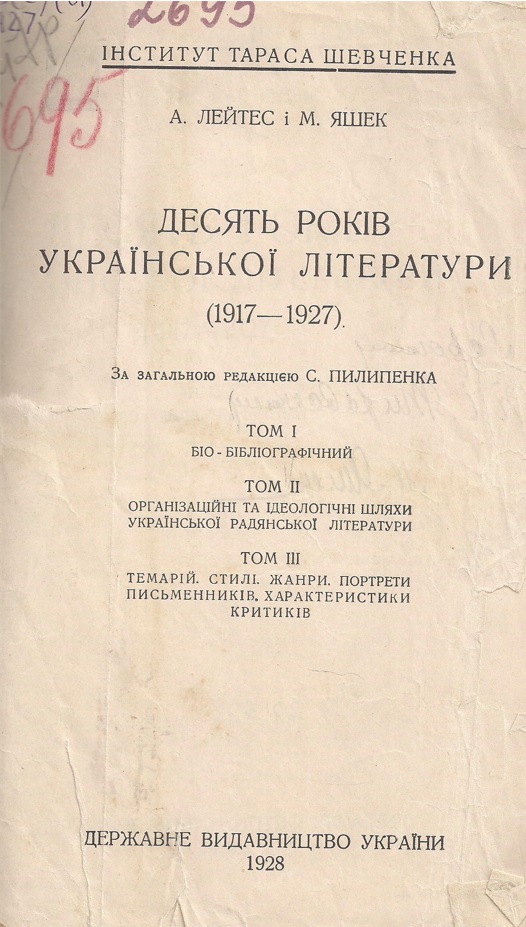 2695
695
ІНСТИТУТ ТАРАСА ШЕВЧЕНКА
А. ЛЕЙТЕС і М. ЯШЕК
ДЕСЯТЬ РОКІВ
УКРАЇНСЬКОЇ ЛІТЕРАТУРИ
(1917—1927)
За загальною редакцією С. ПИЛИПЕНКА
ТОМ I
БІО-БІБЛІОГРАФІЧНИЙ
ТОМ II
ОРГАНІЗАЦІЙНІ ТА ІДЕОЛОГІЧНІ ШЛЯХИ
УКРАЇНСЬКОЇ РАДЯНСЬКОЇ ЛІТЕРАТУРИ
ТОМ III
ТЕМАРІЙ. СТИЛІ. ЖАНРИ. ПОРТРЕТИ
ПИСЬМЕННИКІВ. ХАРАКТЕРИСТИКИ
КРИТИКІВ
ДЕРЖАВНЕ ВИДАВНИЦТВО УКРАЇНИ
1928